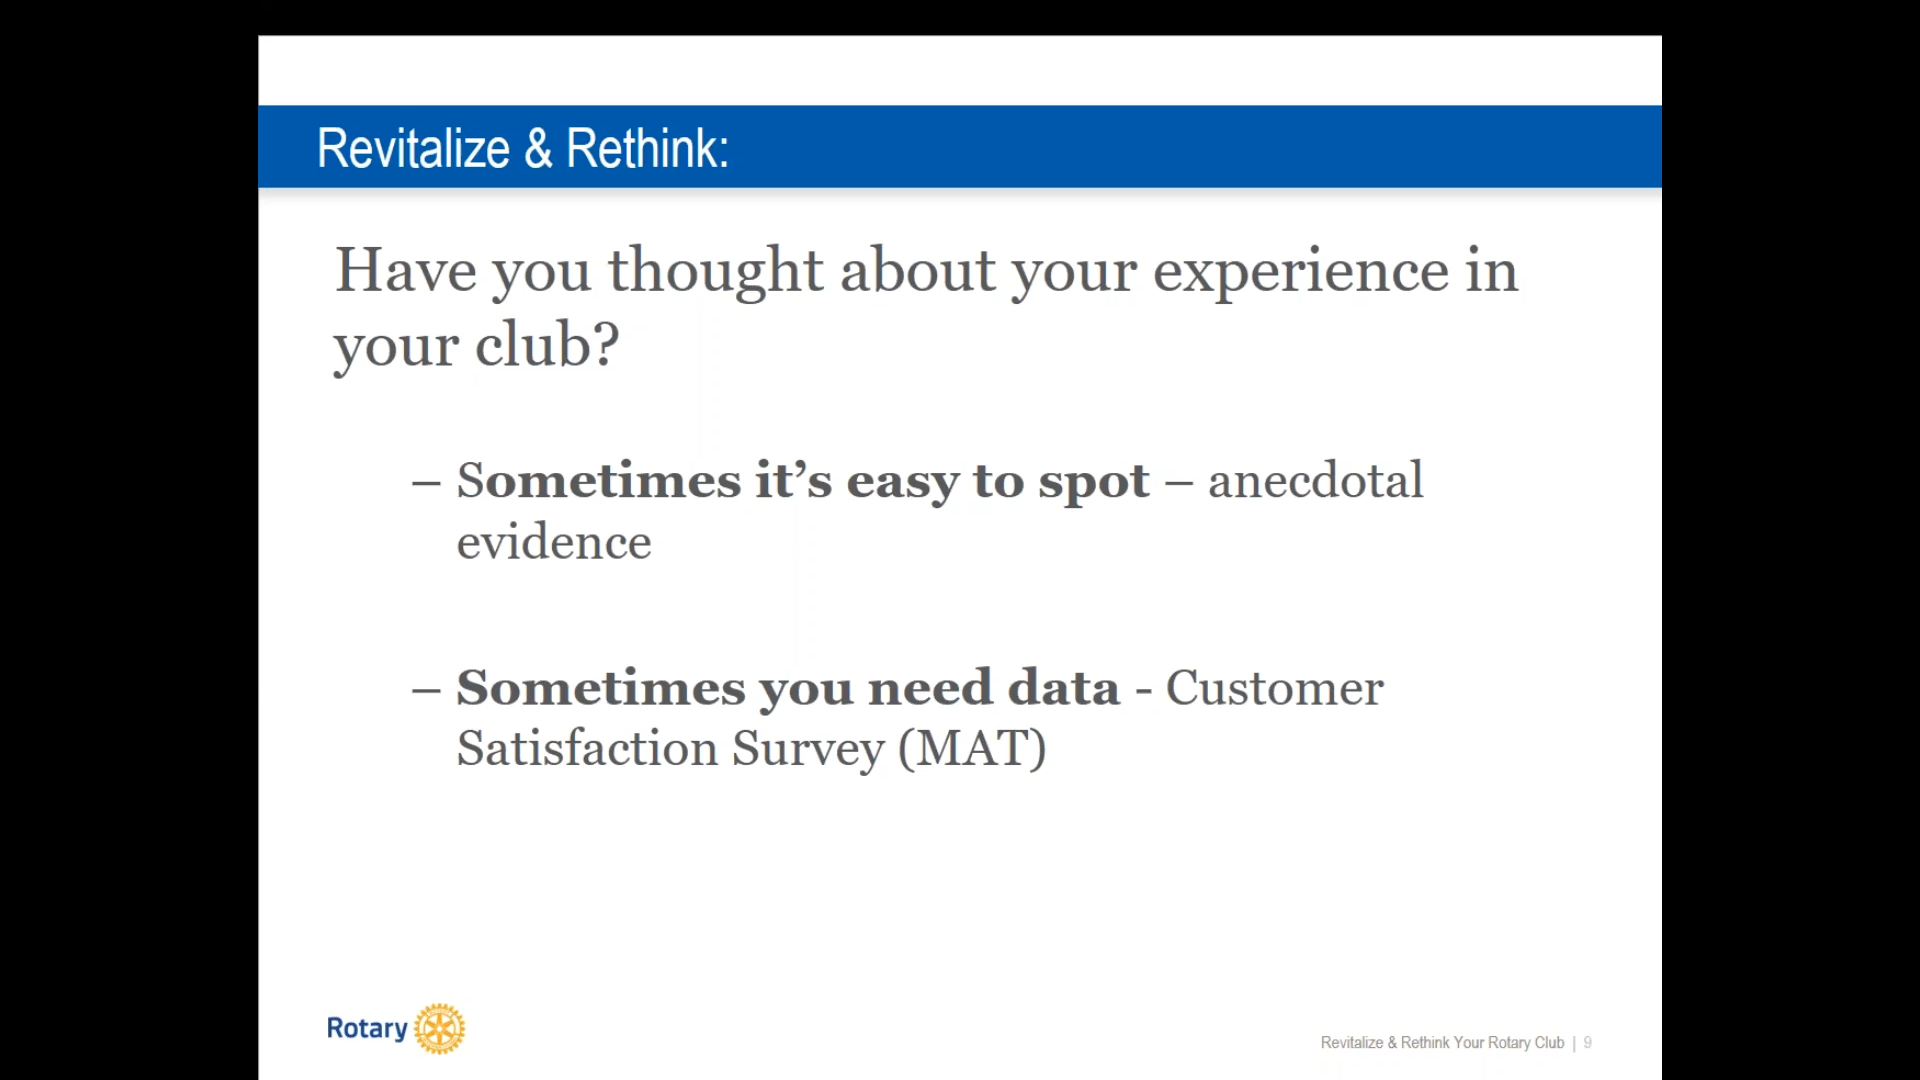 Revitalize & Rethink:
Have you thought about your experience in
your club?
– Sometimes it’s easy to spot – anecdotal
evidence
– Sometimes you need data - Customer
Satisfaction Survey (MAT)
Rotary
Revitalize & Rethink Your Rotary Club | 9